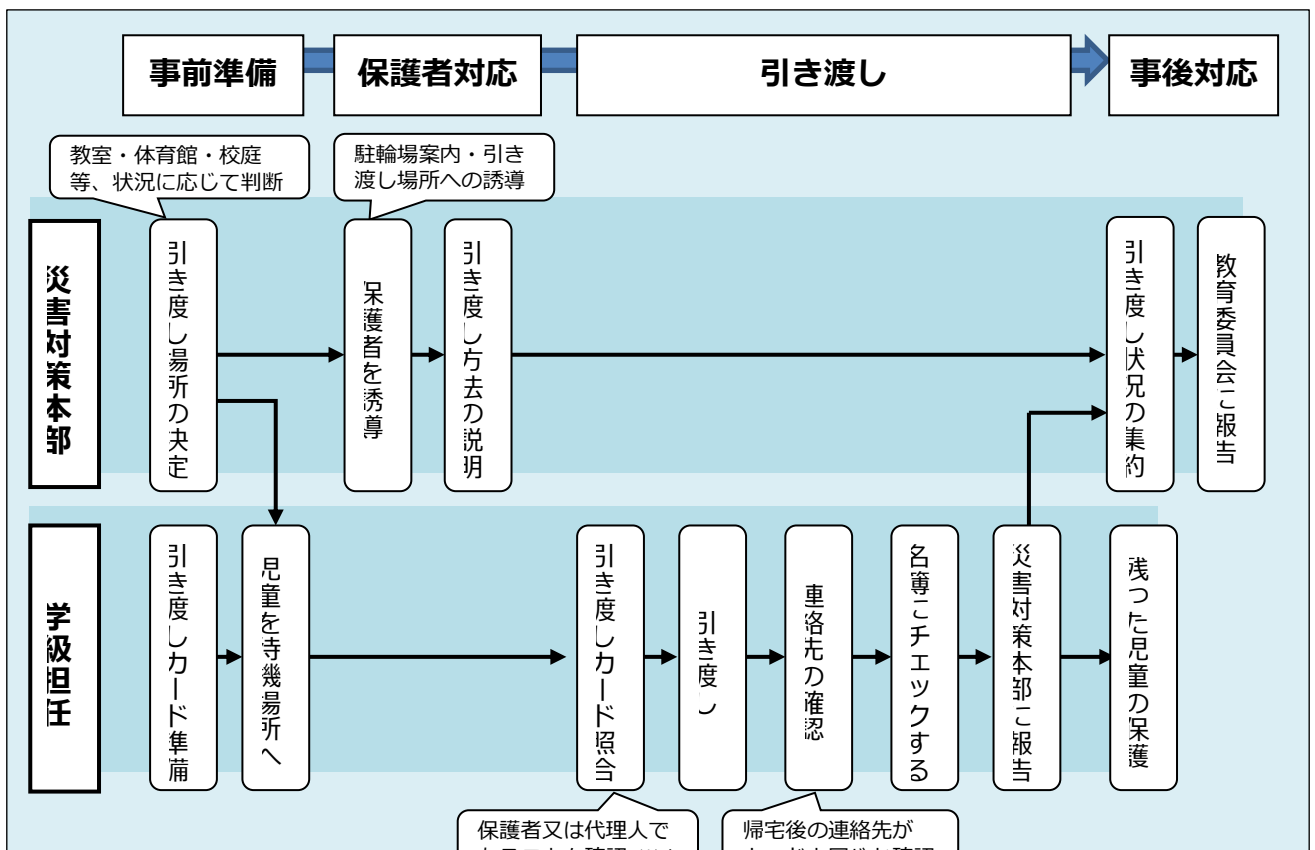 事前準備
保護者対応
引き渡し
事後対応
教室・体育館・校庭
等、状況に応じて判断
駐輪場案内・引き
渡し場所への誘導
災害対策本部
引き渡し場所の決定
保護者を誘導
引き渡し方法の説明
引き渡し状況の集約
教育委員会に報告
学級担任
引き渡しカード準備
児童を待機場所へ
引き渡しカード照合
引き渡し
連絡先の確認
名簿にチェックする
災害対策本部に報告
残った児童の保護
保護者又は代理人で
帰宅後の連絡先が